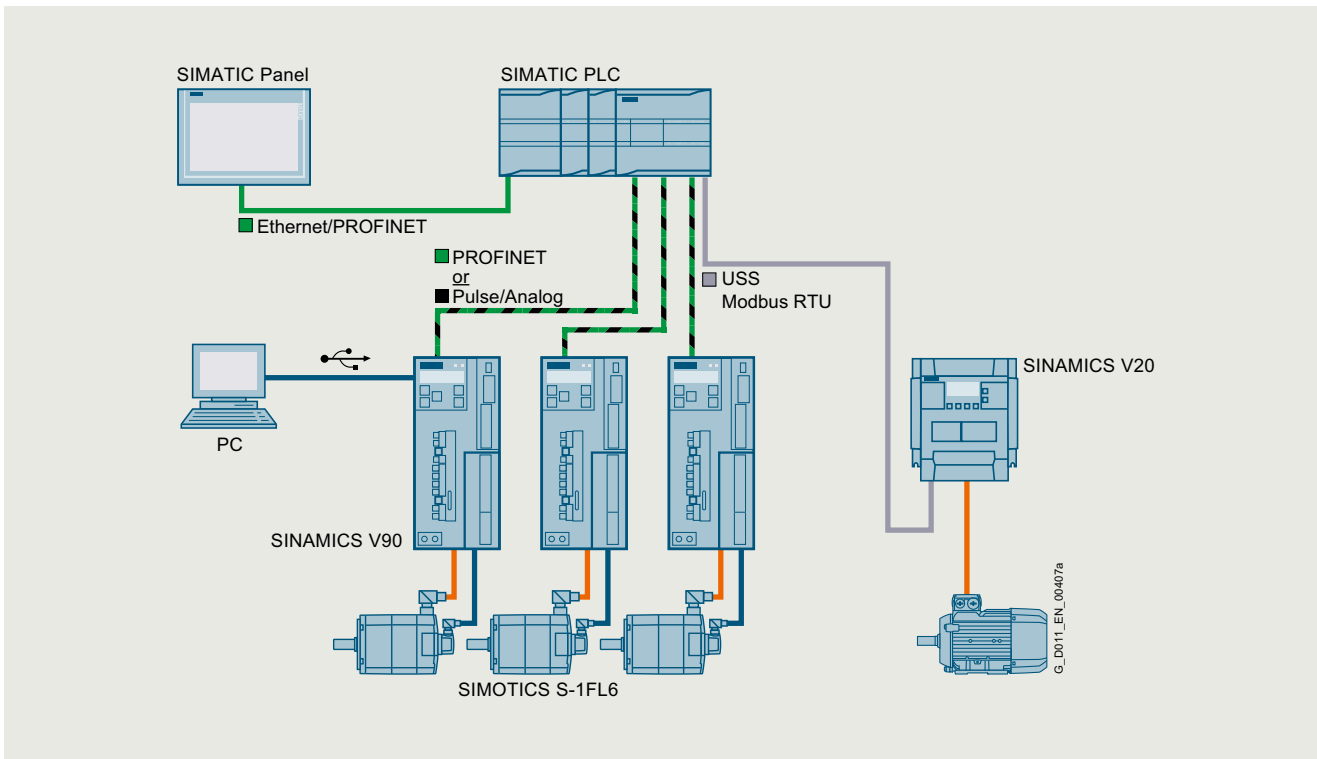 SIMATIC Panel
SIMATIC PLC
Ethernet/PROFINET
PROFINET
or
Pulse/Analog
USS
Modbus RTU
SINAMICS V20
PC
SINAMICS V90
SIMOTICS S-1FL6
G_D011_EN_00407a